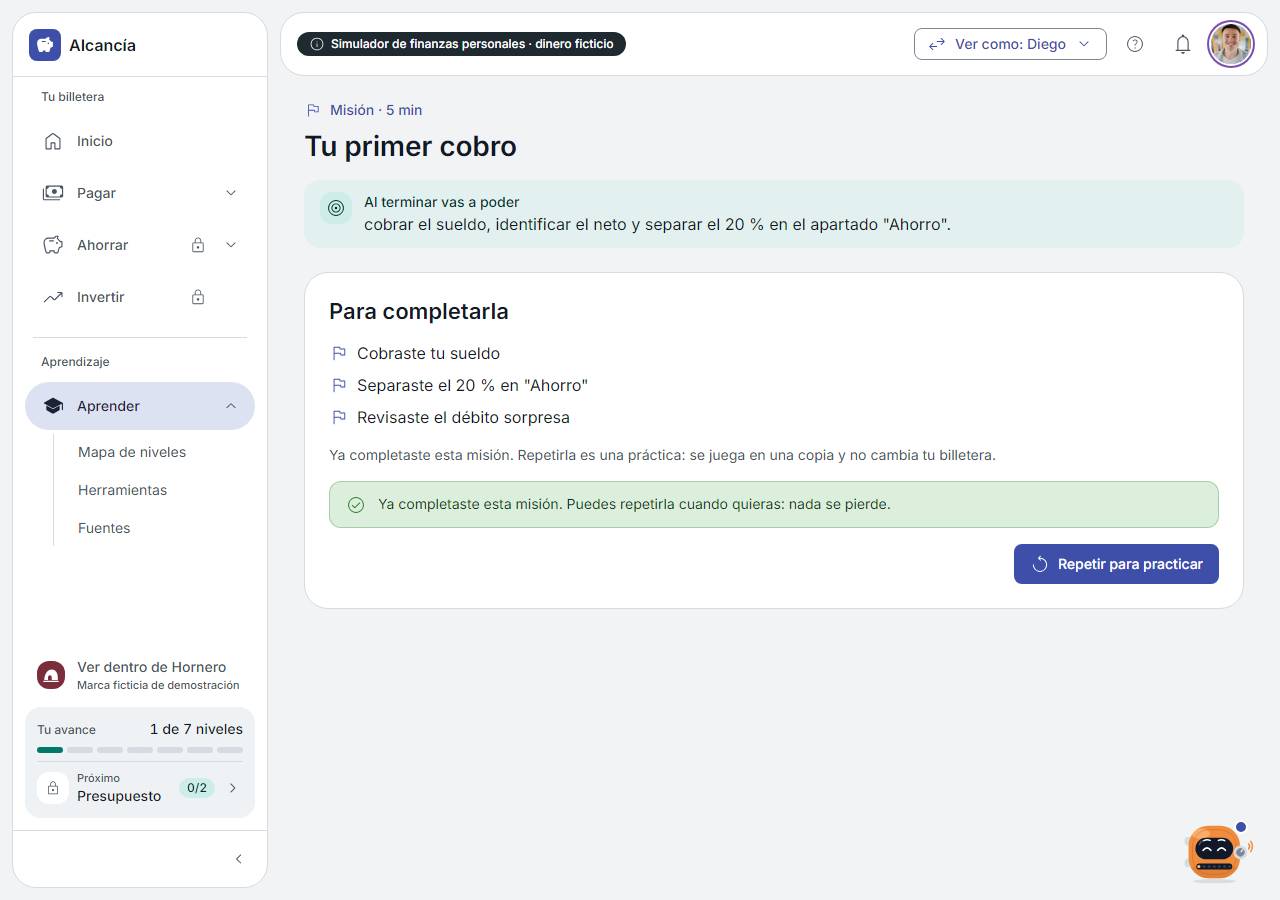 Alcancía
Tu billetera
Inicio
Pagar
Ahorrar
Invertir
Aprendizaje
Aprender
Mapa de niveles
Herramientas
Fuentes
Ver dentro de Hornero
Marca ficticia de demostración
Tu avance
1 de 7 niveles
Próximo
Presupuesto
0/2
Simulador de finanzas personales · dinero ficticio
Ver como: Diego
Misión · 5 min
Tu primer cobro
Al terminar vas a poder
cobrar el sueldo, identificar el neto y separar el 20 % en el apartado "Ahorro".
Para completarla
Cobraste tu sueldo
Separaste el 20 % en "Ahorro"
Revisaste el débito sorpresa
Ya completaste esta misión. Repetirla es una práctica: se juega en una copia y no cambia tu billetera.
Ya completaste esta misión. Puedes repetirla cuando quieras: nada se pierde.
Repetir para practicar